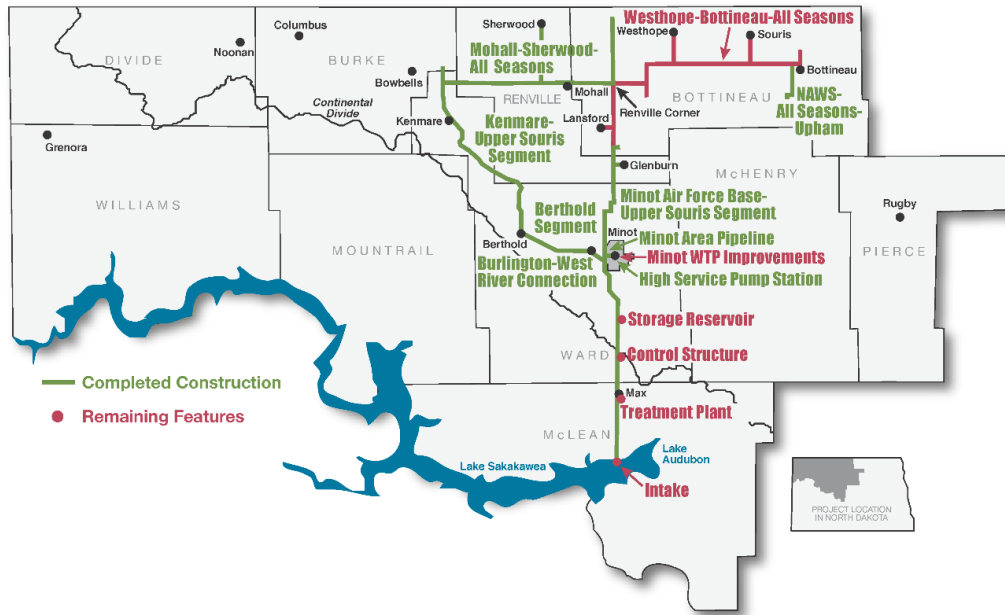 Columbus
Noonan
DIVIDE
BURKE
Bowbells
Continental
Divide
Kenmare
Grenora
WILLIAMS
MOUNTRAIL
Sherwood
Mohall-Sherwood-
All Seasons
RENVILLE
Mohall
Lansford
Kenmare-
Upper Souris
Segment
Westhope-Bottineau-All Seasons
Westhope
Souris
Bottineau
BOTTINEAU
Renville Corner
NAWS-
All Seasons-
Upham
Glenburn
McHENRY
Minot Air Force Base-
Upper Souris Segment
Berthold
Segment
Berthold
Burlington-West
River Connection
Minot
Minot Area Pipeline
Minot WTP Improvements
High Service Pump Station
Rugby
PIERCE
Storage Reservoir
WARD
Control Structure
Max
Treatment Plant
McLEAN
Lake
Audubon
Lake Sakakawea
Intake
Completed Construction
Remaining Features
PROJECT LOCATION
IN NORTH DAKOTA